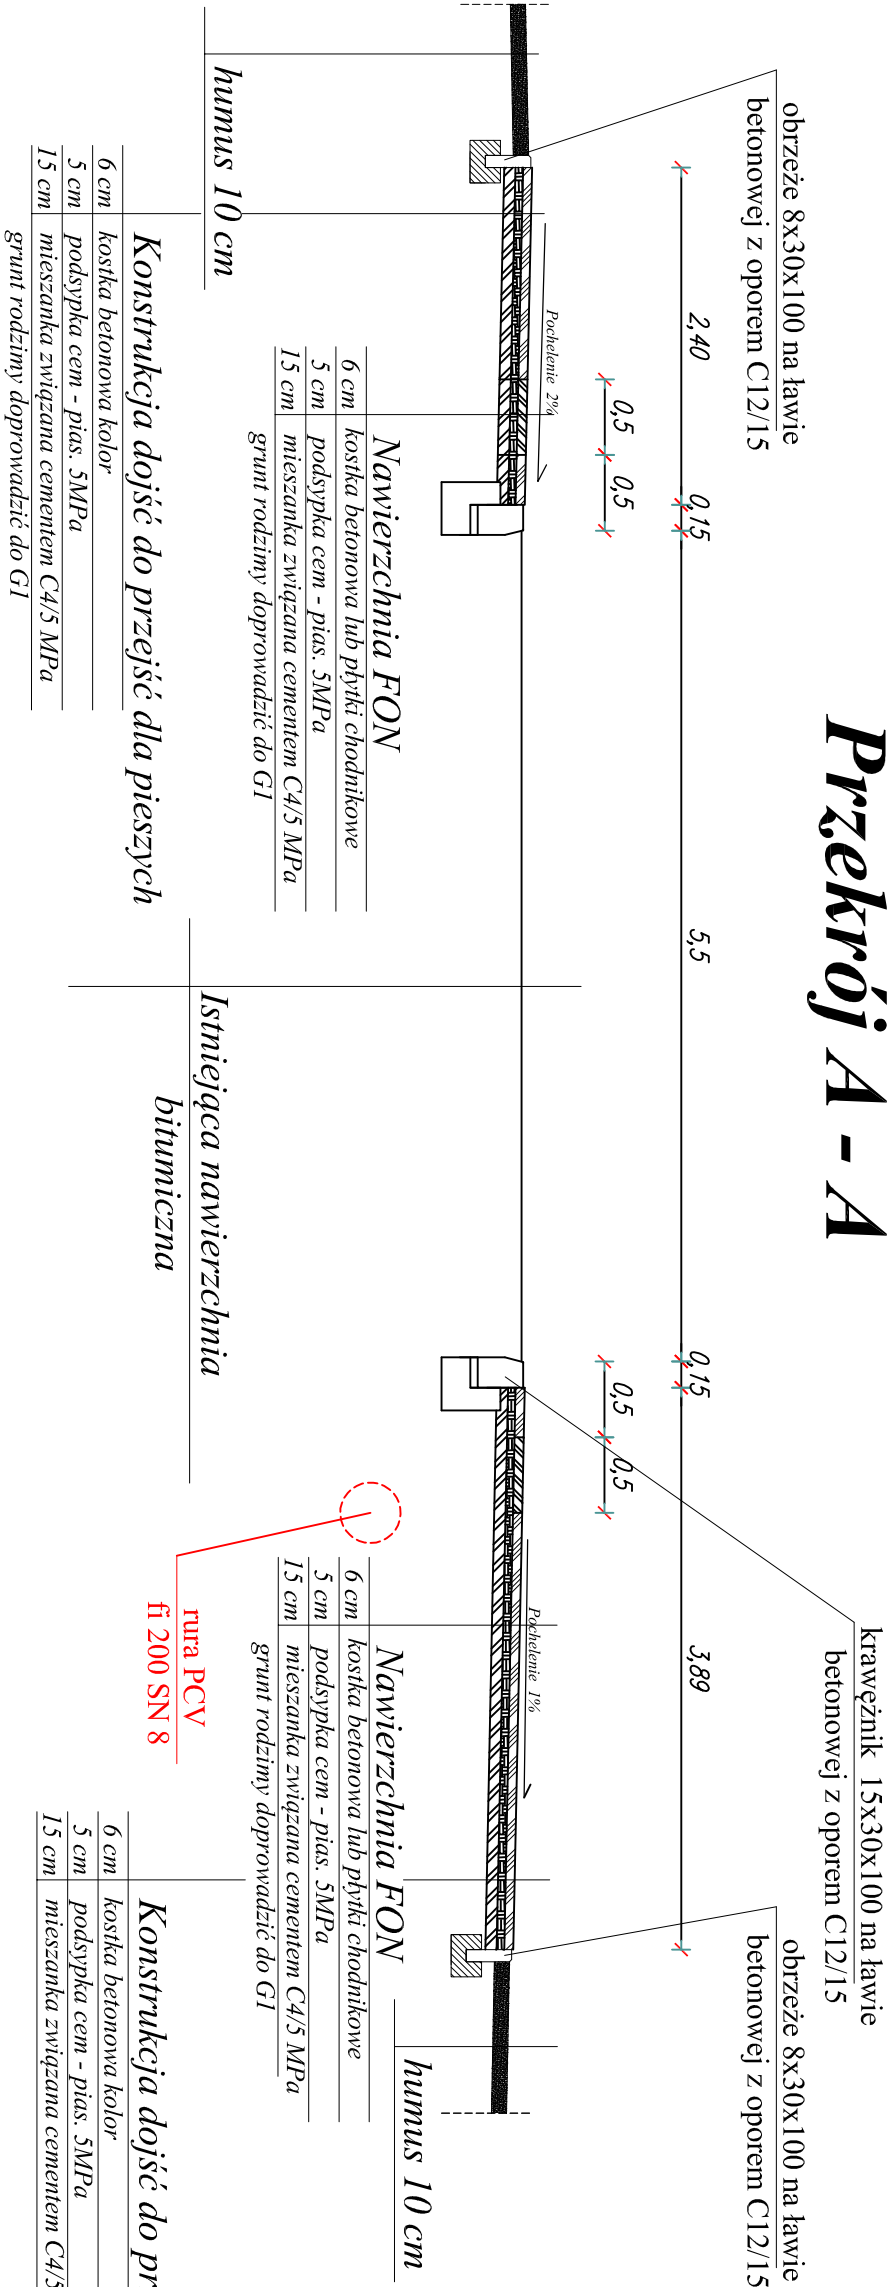 Przekrój A - A
obrzeże 8x30x100 na ławie
betonowej z oporem C12/15
krawężnik 15x30x100 na ławie
betonowej z oporem C12/15
obrzeże 8x30x100 na ławie
betonowej z oporem C12/15
2,40
0,15
5,5
0,15
3,89
0,5
0,5
0,5
0,5
Pochelenie 2%
Pochelenie 1%
humus 10 cm
Nawierzchnia FON
6 cm kostka betonowa lub płytki chodnikowe
5 cm podsypka cem - pias. 5MPa
15 cm mieszanka związana cementem C4/5 MPa
grunt rodzimy doprowadzić do G1
Konstrukcja dojść do przejść dla pieszych
6 cm kostka betonowa kolor
5 cm podsypka cem - pias. 5MPa
15 cm mieszanka związana cementem C4/5 MPa
grunt rodzimy doprowadzić do G1
Istniejąca nawierzchnia
bitumiczna
rura PCV
fi 200 SN 8
Nawierzchnia FON
6 cm kostka betonowa lub płytki chodnikowe
5 cm podsypka cem - pias. 5MPa
15 cm mieszanka związana cementem C4/5 MPa
grunt rodzimy doprowadzić do G1
humus 10 cm
Konstrukcja dojść do pr
6 cm kostka betonowa kolor
5 cm podsypka cem - pias. 5MPa
15 cm mieszanka związana cementem C4/5